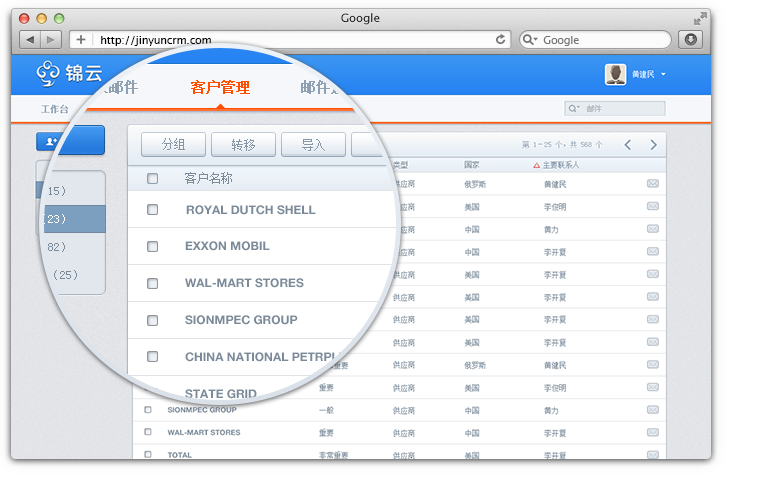 Google
http://jinyuncrm.com
Google
锦云
黄健民
邮件 客户管理 邮件
工作台
邮件
分组 转移 导入
第 1-25 个，共 568 个
客户名称 类型 国家 主要联系人
15)
(23)
82)
(25)
供应商 俄罗斯 黄健民
ROYAL DUTCH SHELL 供应商 美国 李但明
供应商 中国 黄力
EXXON MOBIL 供应商 中国 李开夏
供应商 美国 李开夏
WAL-MART STORES 供应商 美国 李开夏
供应商 美国 李开夏
SIONMPEC GROUP 供应商 美国 李开夏
CHINA NATIONAL PETRPL 重要 供应商 俄罗斯 黄健民
STATE GRID 重要 供应商 美国 李但明
SIONMPEC GROUP 一般 供应商 中国 黄力
WAL-MART STORES 重要 供应商 中国 李开夏
TOTAL 非常重要 供应商 美国 李开夏